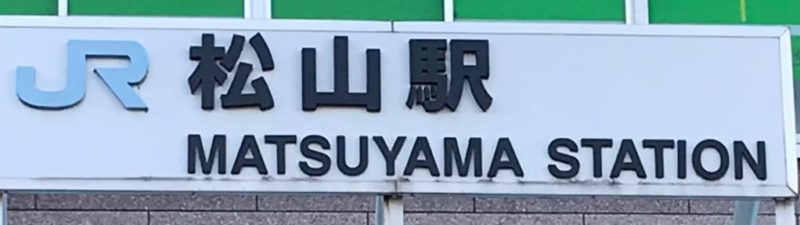 JR 松山駅
MATSUYAMA STATION